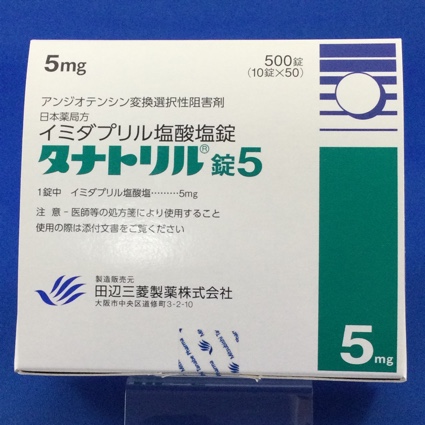 5mg
500錠
(10錠×50)
アンジオテンシン変換選択性阻害剤
日本薬局方
イミダプリル塩酸塩錠
タナトリル®錠5
1錠中 イミダプリル塩酸塩………5mg
注 意 - 医師等の処方箋により使用すること
使用の際は添付文書をご覧ください
製造販売元
田辺三菱製薬株式会社
大阪市中央区道修町3-2-10
5mg